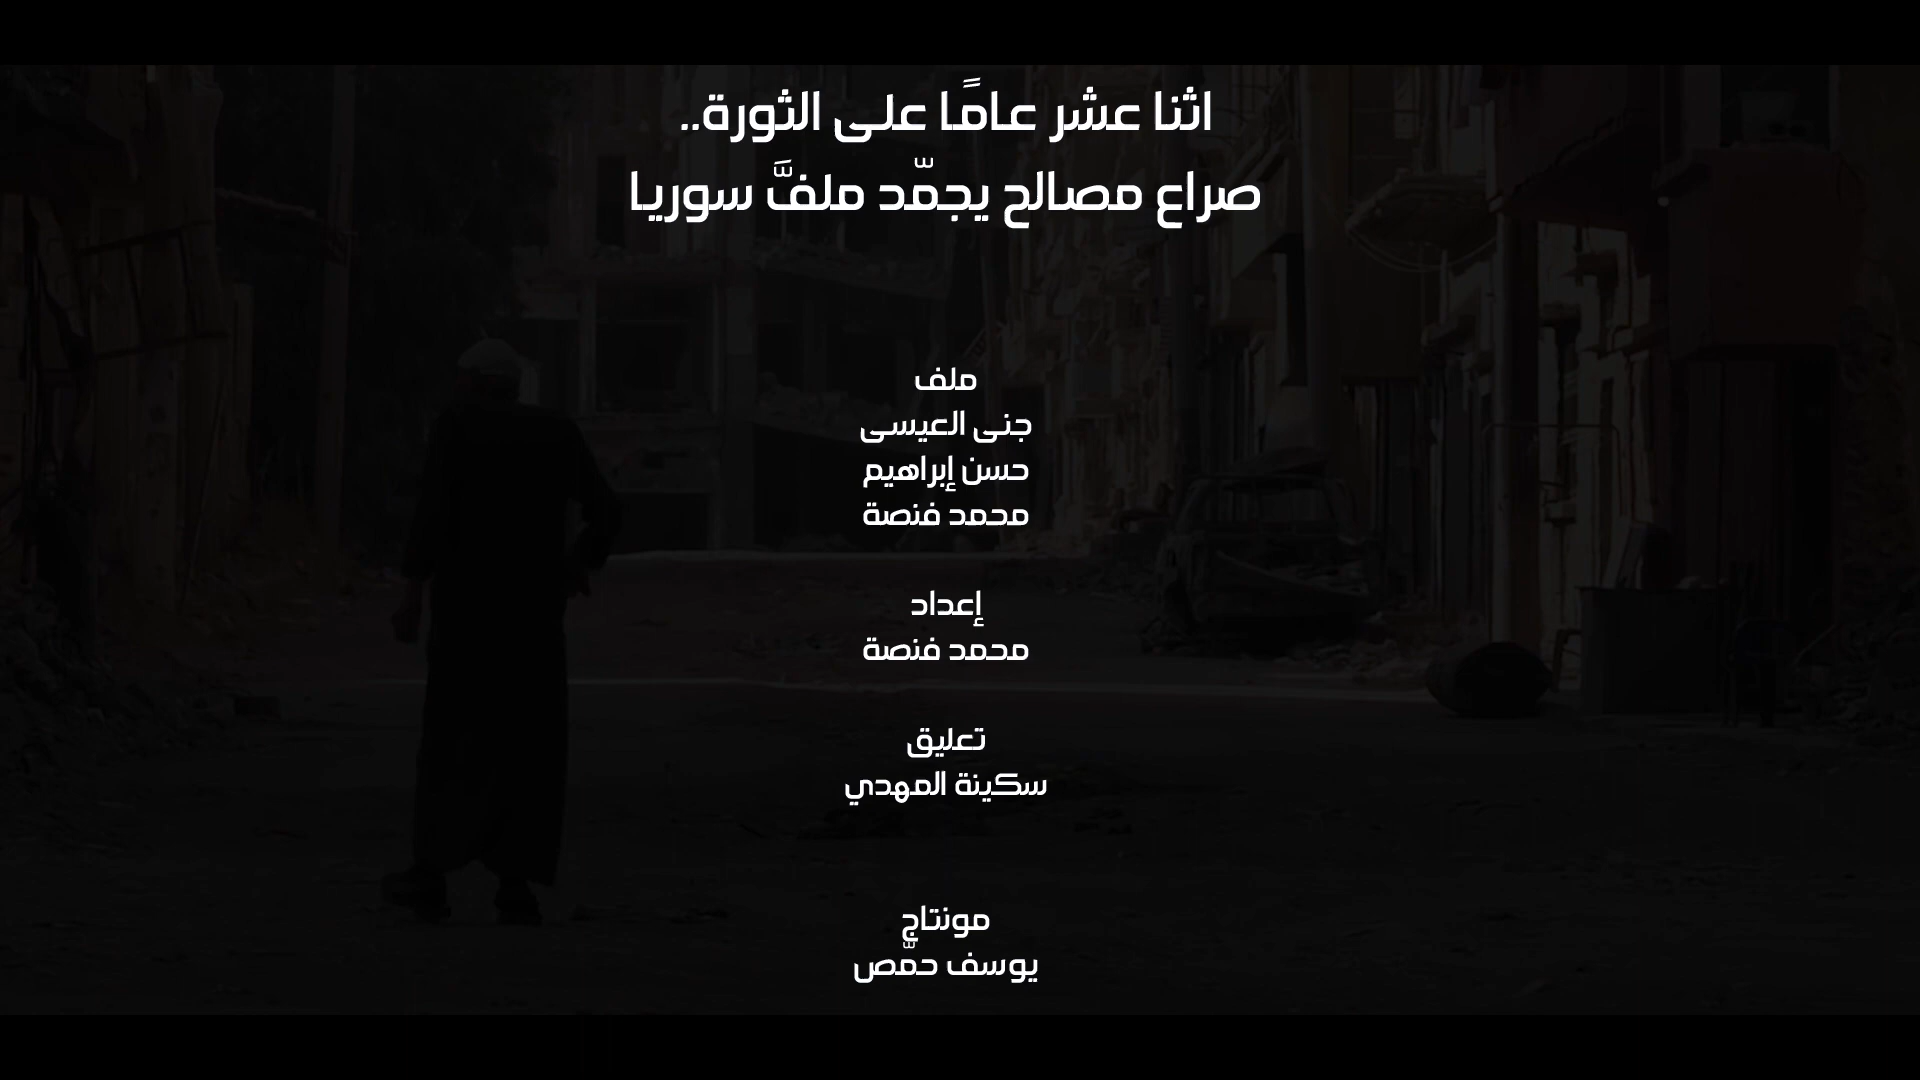 اثنا عشر عامًا على الثورة..
صراع مصالح يجمّد ملفَّ سوريا
ملف
جنى العيسى
حسن إبراهيم
محمد فنصة
إعداد
محمد فنصة
تعليق
سكينة المهدي
مونتاج
يوسف حمَّص